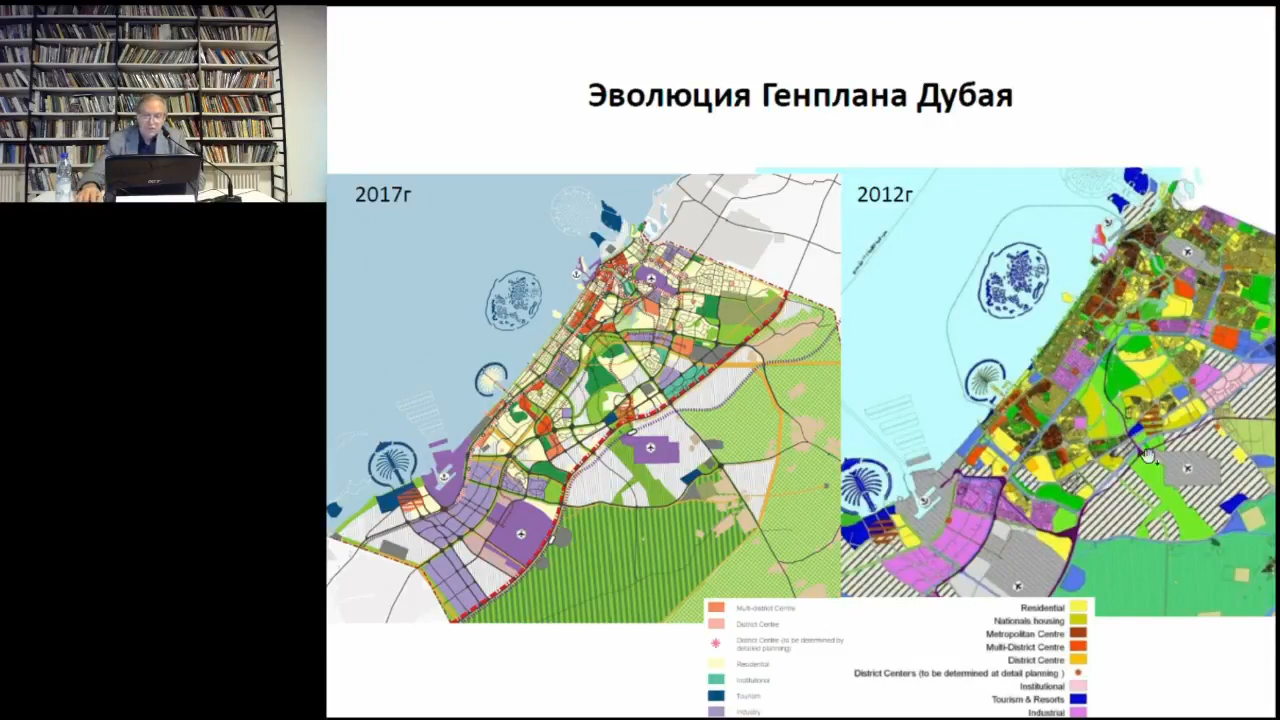 Эволюция Генплана Дубая
2017г
2012г
Multi-district Centre
District Centre
District Centre (to be determined by
detailed planning)
Residential
Institutional
Tourism
Industry
Residential
Nationals housing
Metropolitan Centre
Multi-District Centre
District Centre
District Centers (to be determined at detail planning )
Institutional
Tourism & Resorts
Industrial
acer